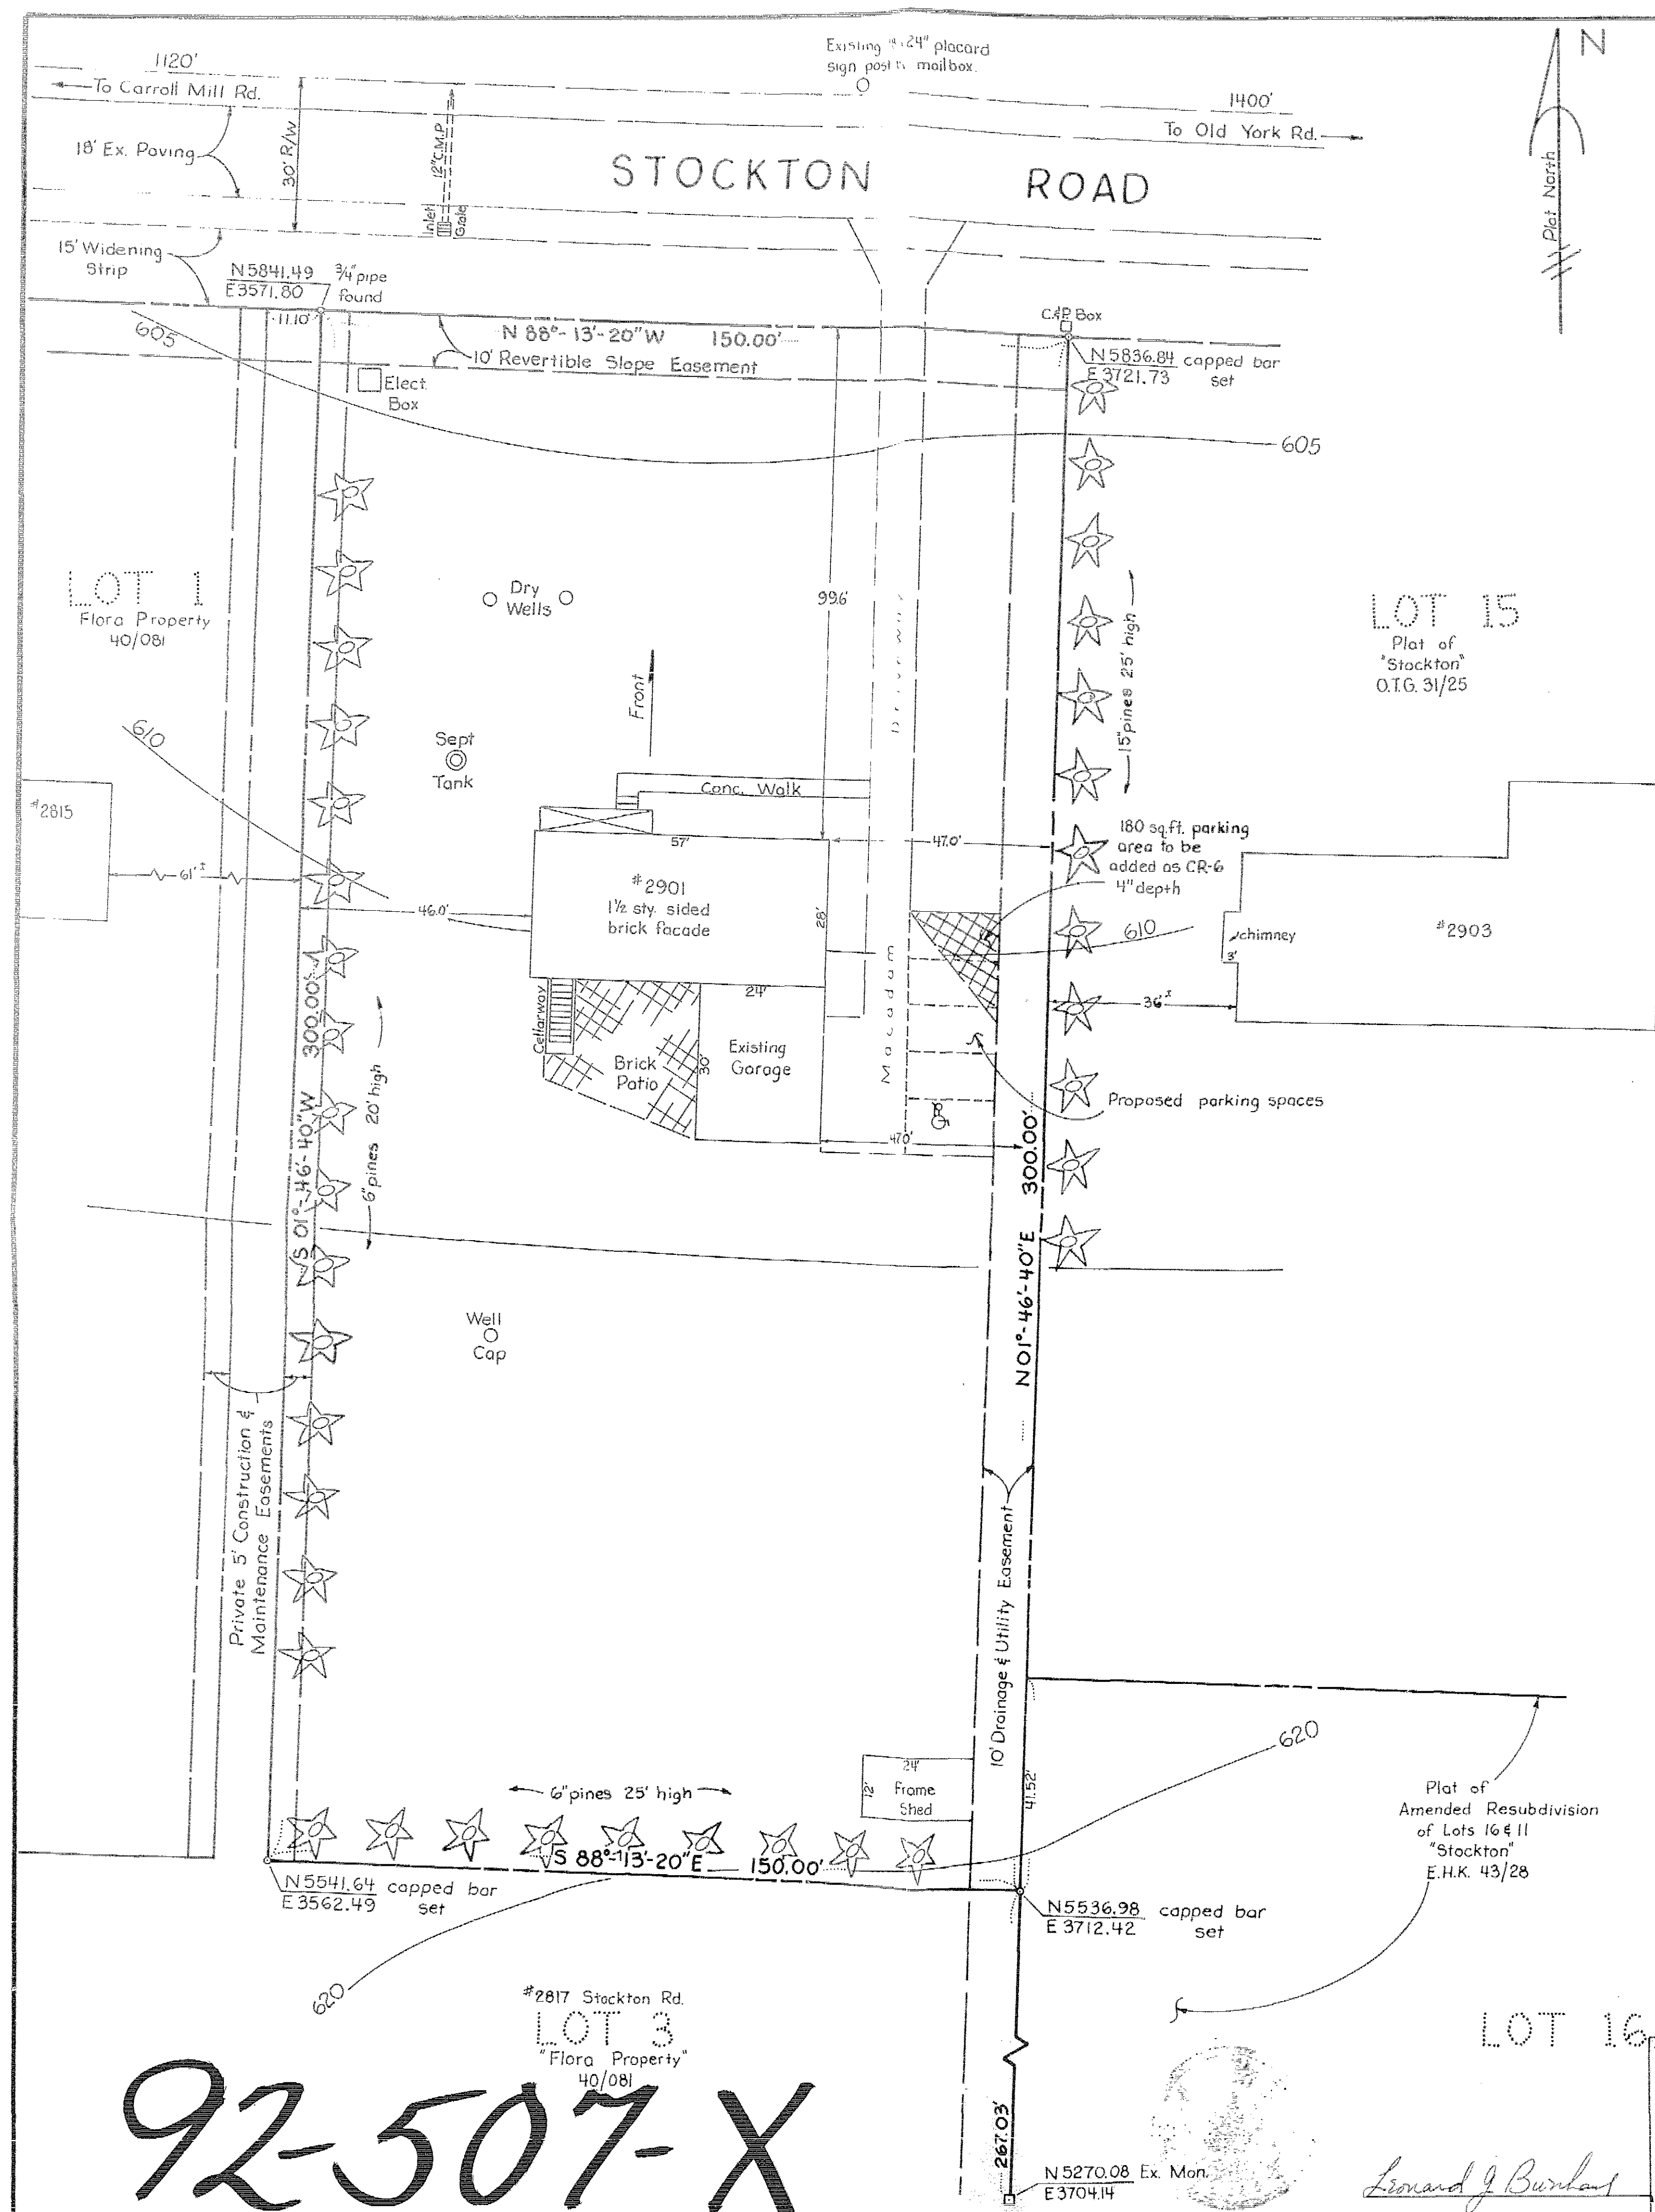 1120'
To Carroll Mill Rd.
Existing 24" placard
sign post mailbox.
1400'
To Old York Rd.
N
Plat North
18' Ex. Paving
30' R/W
12" C.M.P.
Inlet
Grate
STOCKTON ROAD
15' Widening
Strip
N5841.49
E3571.80
3/4" pipe
found
11.10'
605
N 88°-13'-20"W 150.00'
10' Revertible Slope Easement
Elect.
Box
Box
N5836.84
E3721.73
capped bar
set
605
LOT 1
Flora Property
40/081
Dry
Wells
99.6'
Driveway
15" pines 25' high
LOT 15
Plat of
"Stockton"
O.T.G. 31/25
Front
610
Sept
Tank
Conc. Walk
#2815
61'±
46.0'
57'
47.0'
#2901
1½ sty. sided
brick facade
28'
180 sq.ft. parking
area to be
added as CR-6
4" depth
610
chimney
3'
#2903
36'±
Macadam
24'
Cellarway
Brick
Patio
30'
Existing
Garage
47.0'
Proposed parking spaces
S 01°-46'-40"W 300.00'
6" pines 20' high
N01°-46'-40"E 300.00'
Well
Cap
Private 5' Construction &
Maintenance Easements
10' Drainage & Utility Easement
41.52'
24'
12'
Frame
Shed
620
6" pines 25' high
S 88°-13'-20"E 150.00'
Plat of
Amended Resubdivision
of Lots 16 & 11
"Stockton"
E.H.K. 43/28
N5541.64
E3562.49
capped bar
set
N5536.98
E3712.42
capped bar
set
620
#2817 Stockton Rd.
LOT 3
"Flora Property"
40/081
LOT 16
92-507-X
267.03'
N5270.08
E3704.14
Ex. Mon.
Leonard J